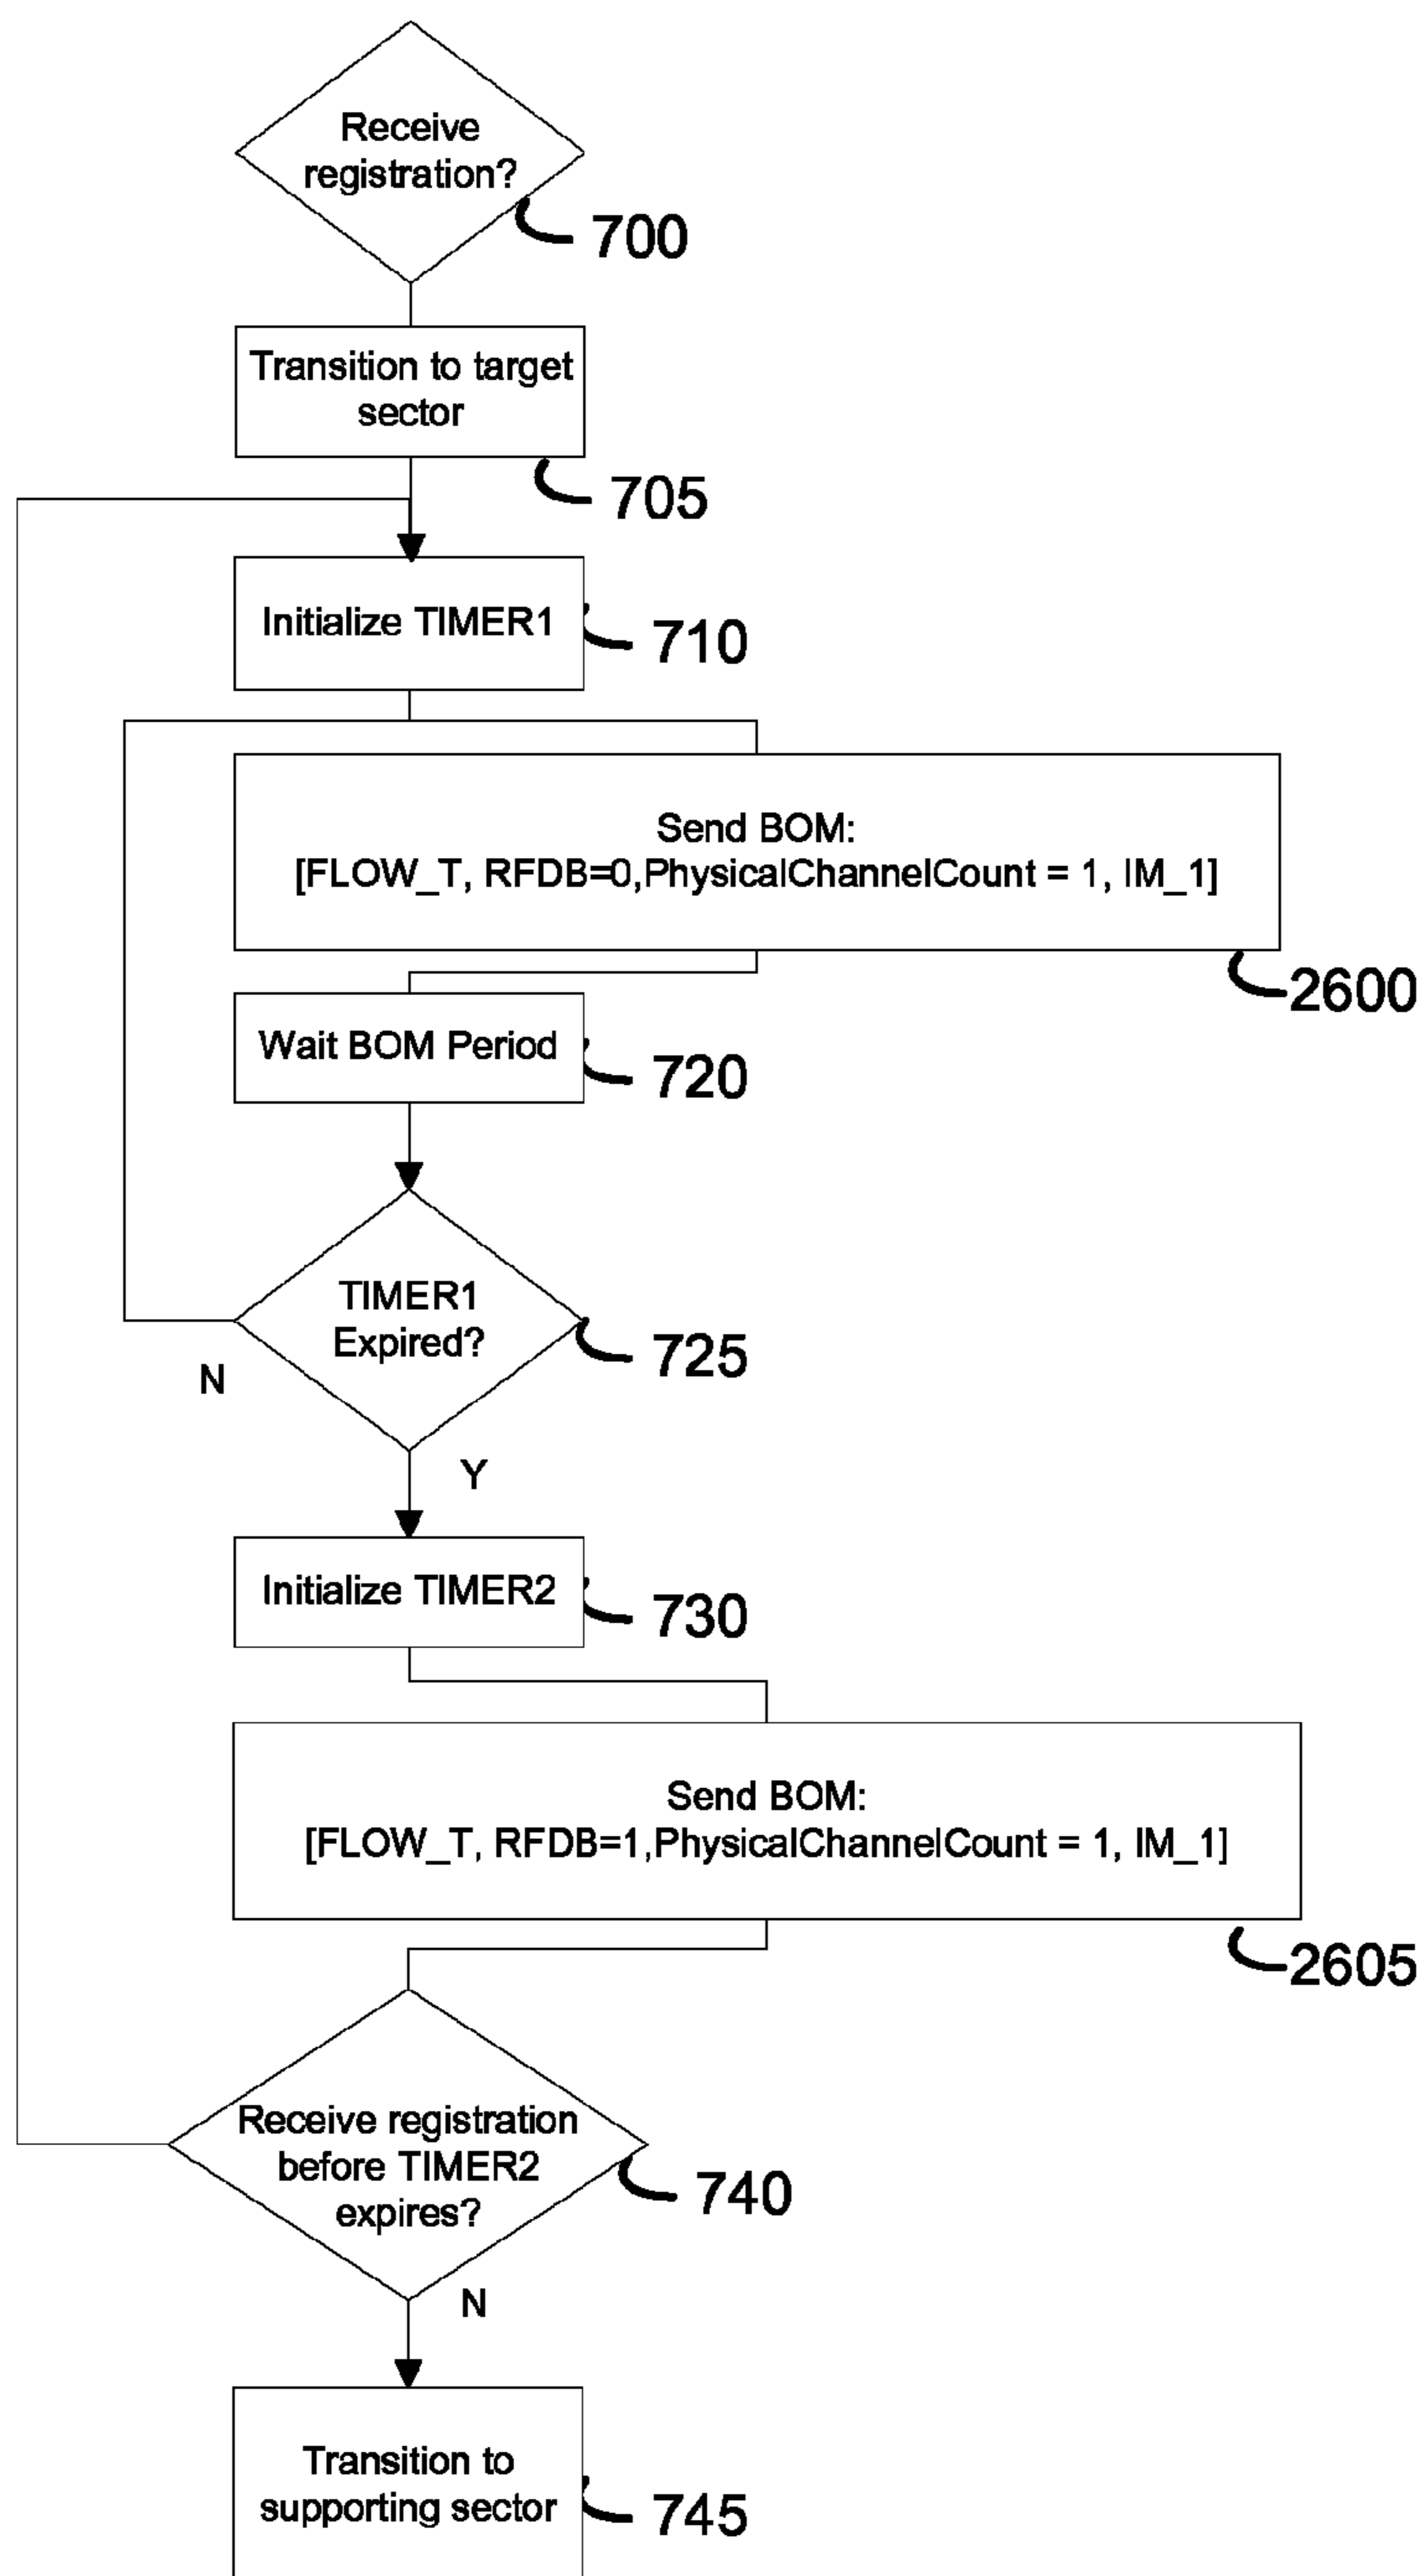 Receive
registration?
700
Transition to target
sector
705
Initialize TIMER1
710
Send BOM:
[FLOW_T, RFDB=0,PhysicalChannelCount = 1, IM_1]
2600
Wait BOM Period
720
TIMER1
Expired?
725
N
Y
Initialize TIMER2
730
Send BOM:
[FLOW_T, RFDB=1,PhysicalChannelCount = 1, IM_1]
2605
Receive registration
before TIMER2
expires?
740
N
Transition to
supporting sector
745